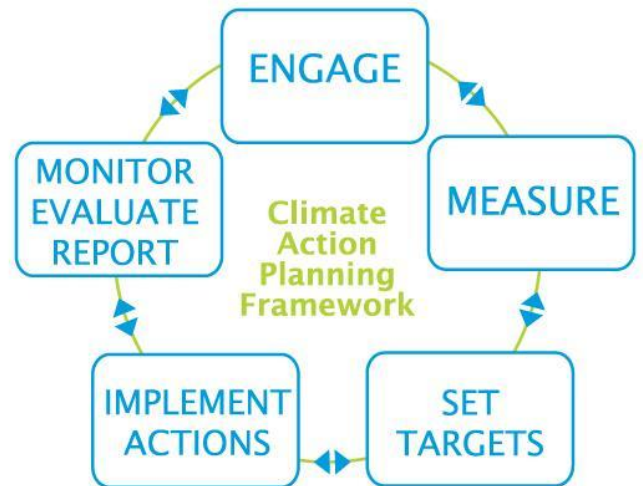 ENGAGE
MEASURE
SET
TARGETS
IMPLEMENT
ACTIONS
MONITOR
EVALUATE
REPORT
Climate
Action
Planning
Framework